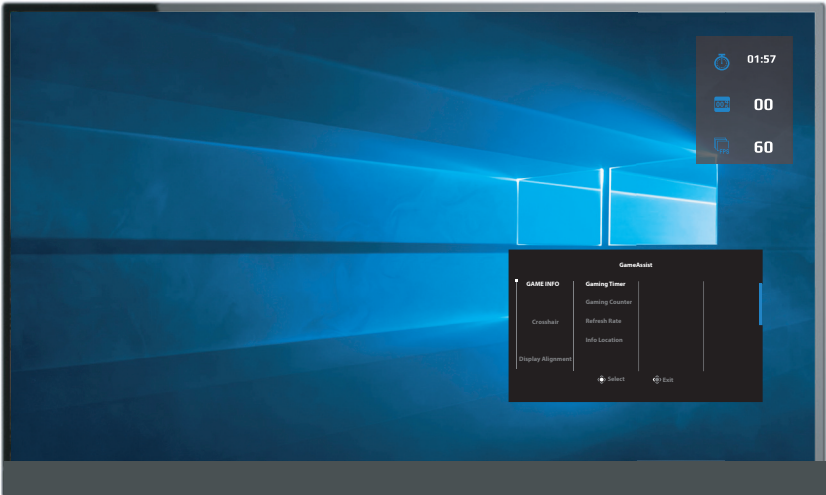 01:57
00
60
GameAssist
GAME INFO
Gaming Timer
Gaming Counter
Crosshair
Refresh Rate
Info Location
Display Alignment
Select
Exit